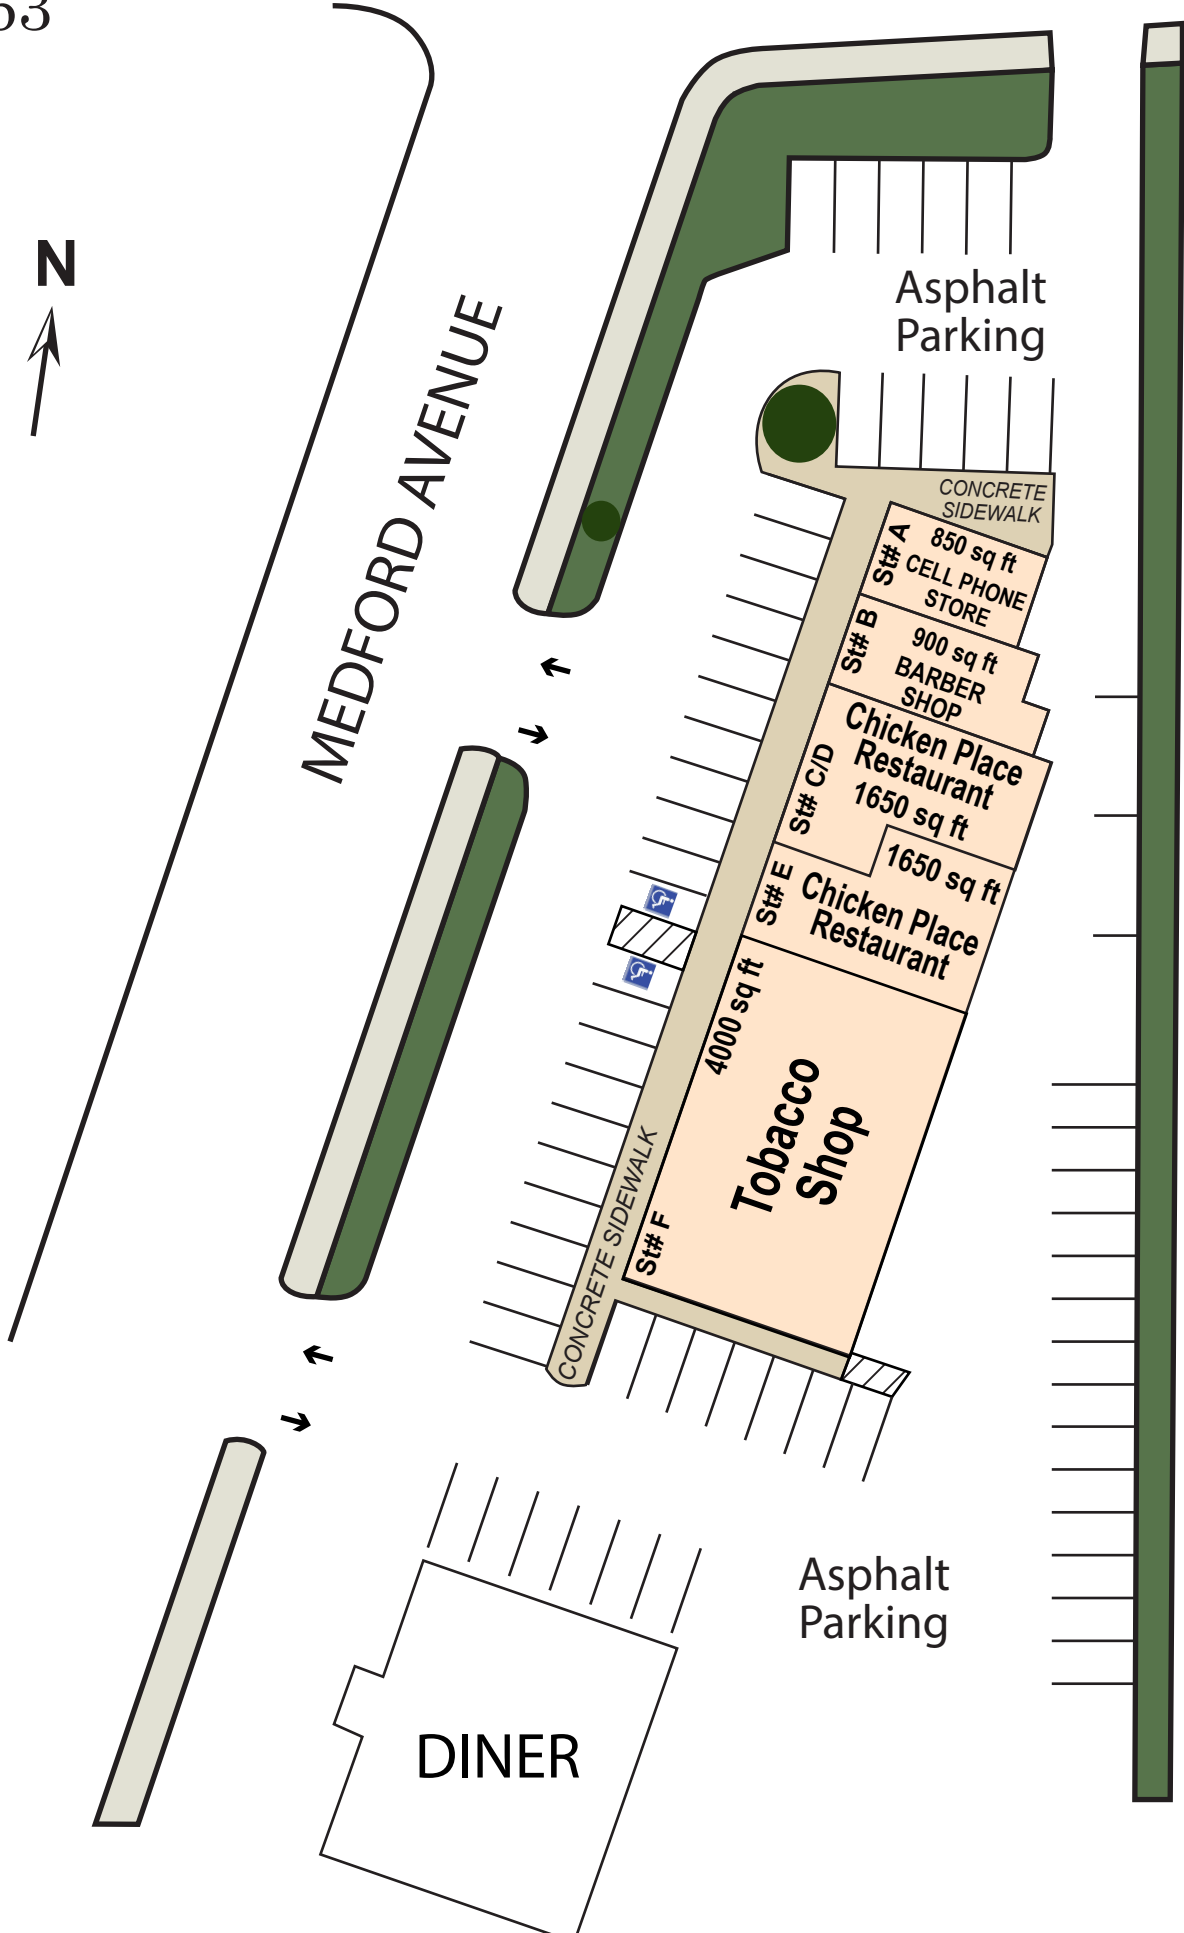 53
N
MEDFORD AVENUE
Asphalt
Parking
CONCRETE
SIDEWALK
St# A
850 sq ft
CELL PHONE
STORE
St# B
900 sq ft
BARBER
SHOP
St# C/D
Chicken Place
Restaurant
1650 sq ft
St# E
1650 sq ft
Chicken Place
Restaurant
4000 sq ft
Tobacco
Shop
St# F
CONCRETE SIDEWALK
Asphalt
Parking
DINER